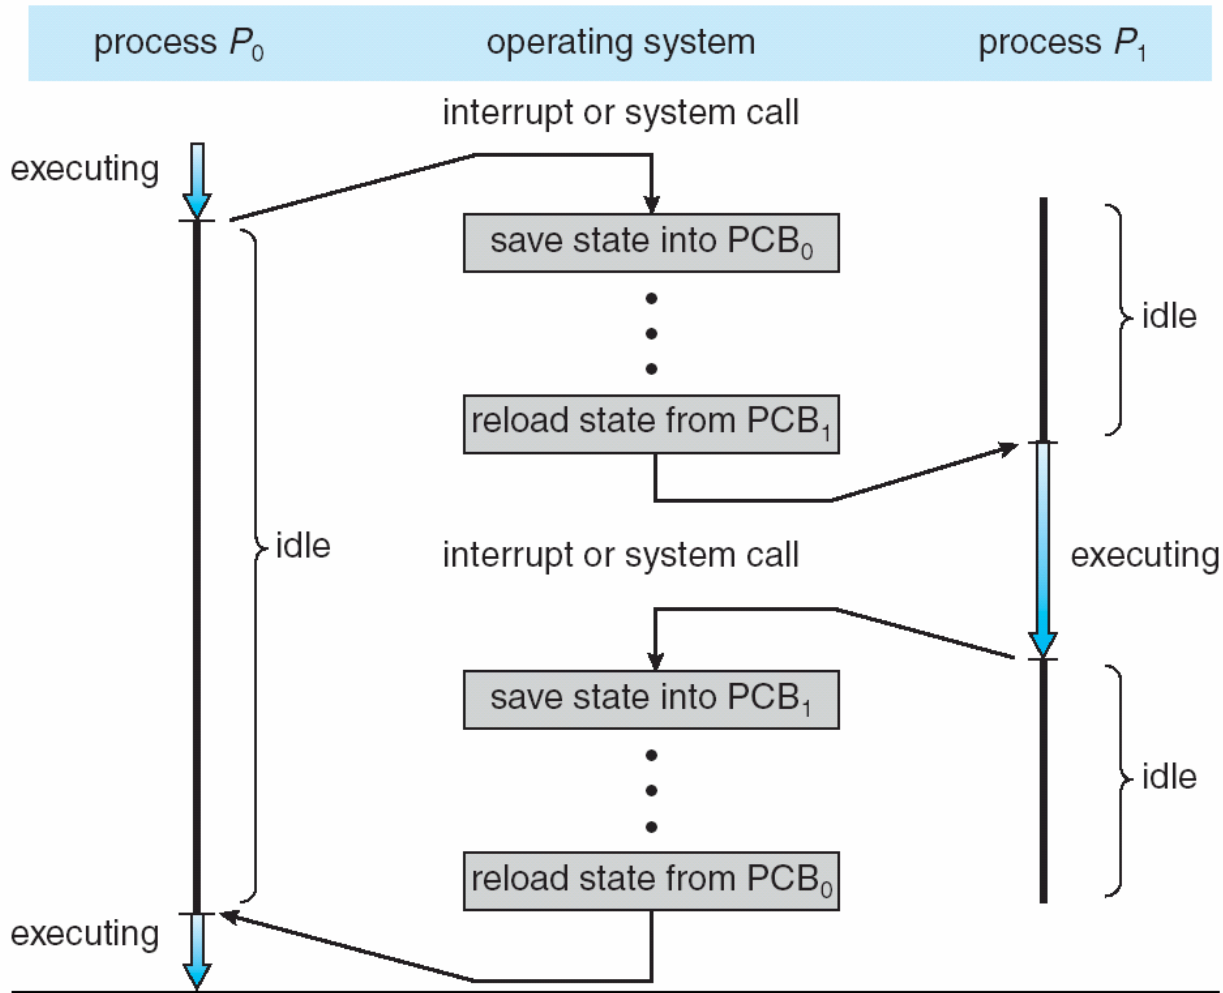 process P₀ operating system process P₁
interrupt or system call
executing
save state into PCB₀
idle
reload state from PCB₁
idle
interrupt or system call
executing
save state into PCB₁
idle
reload state from PCB₀
executing